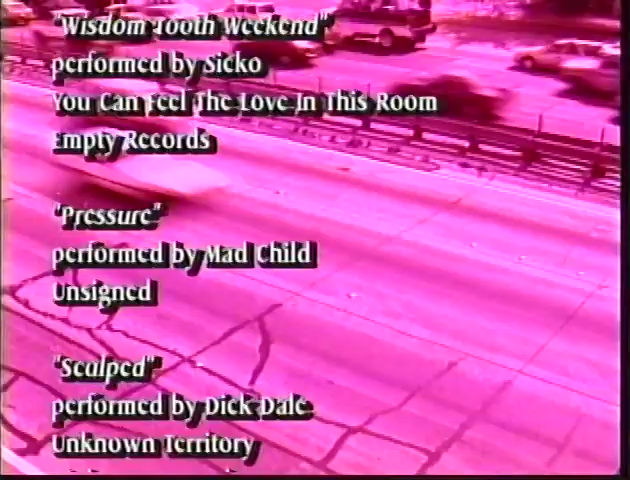 "Wisdom Tooth Weekend"
performed by Sicko
You Can Feel The Love In This Room
Empty Records
"Pressure"
performed by Mad Child
Unsigned
"Scalped"
performed by Dick Dale
Unknown Territory